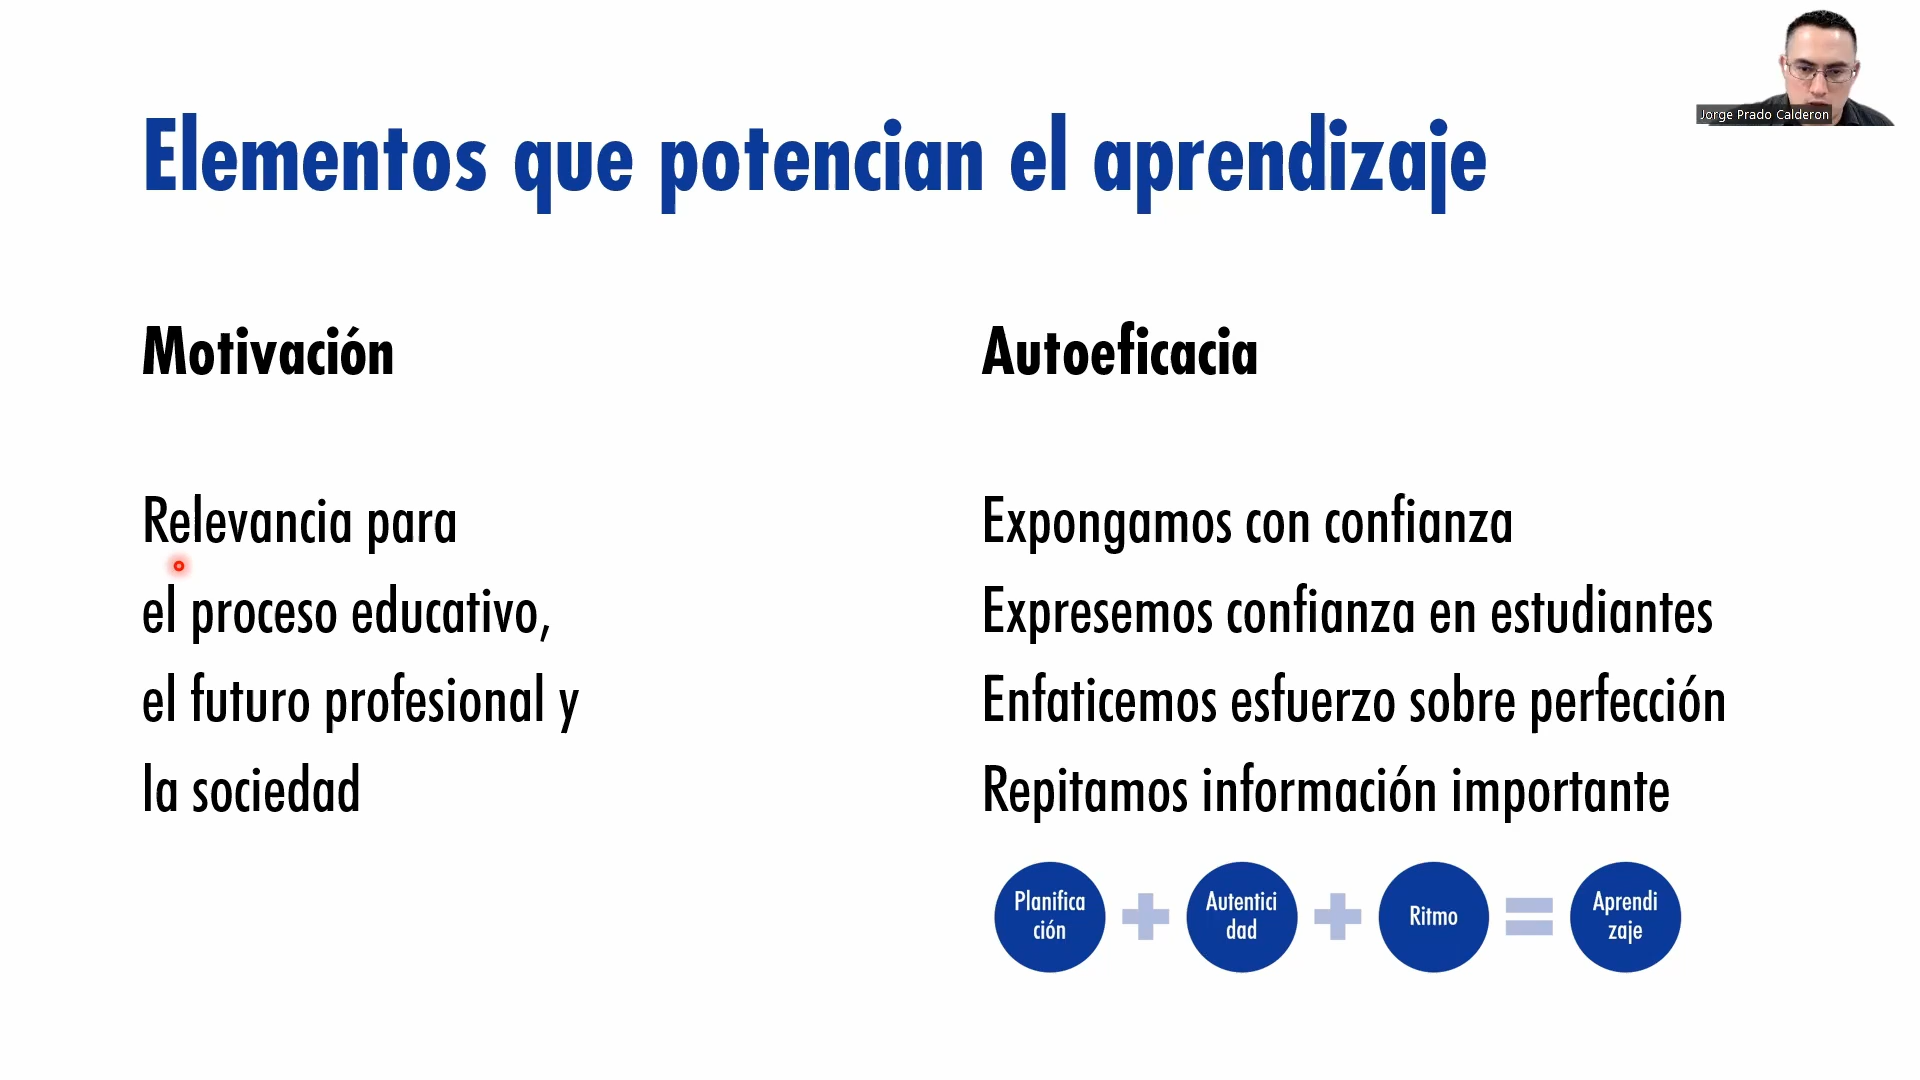 Jorge Prado Calderon
Elementos que potencian el aprendizaje
Motivación
Relevancia para
el proceso educativo,
el futuro profesional y
la sociedad
Autoeficacia
Expongamos con confianza
Expresemos confianza en estudiantes
Enfaticemos esfuerzo sobre perfección
Repitamos información importante
Planifica
ción
Autentici
dad
Ritmo
Aprendi
zaje